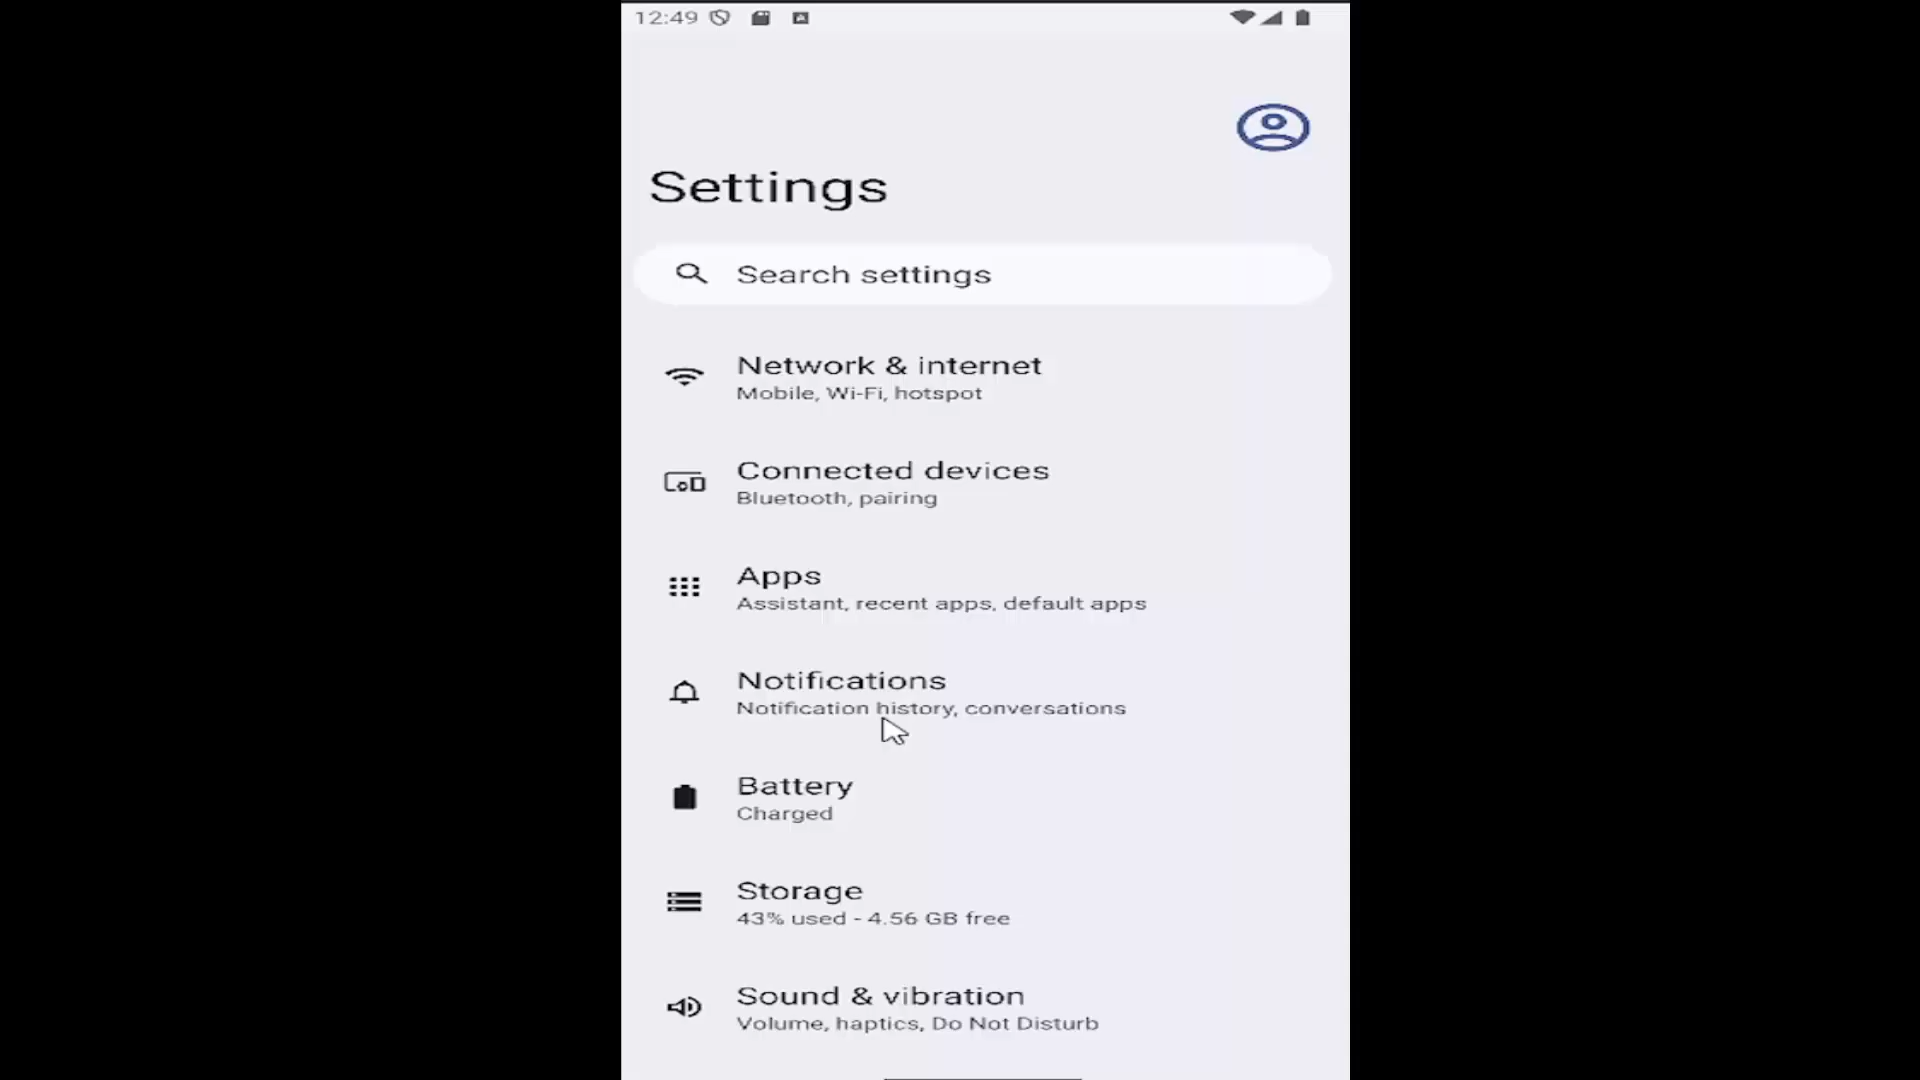 12:49
Settings
Search settings
Network & internet
Mobile, Wi-Fi, hotspot
Connected devices
Bluetooth, pairing
Apps
Assistant, recent apps, default apps
Notifications
Notification history, conversations
Battery
Charged
Storage
43% used - 4.56 GB free
Sound & vibration
Volume, haptics, Do Not Disturb